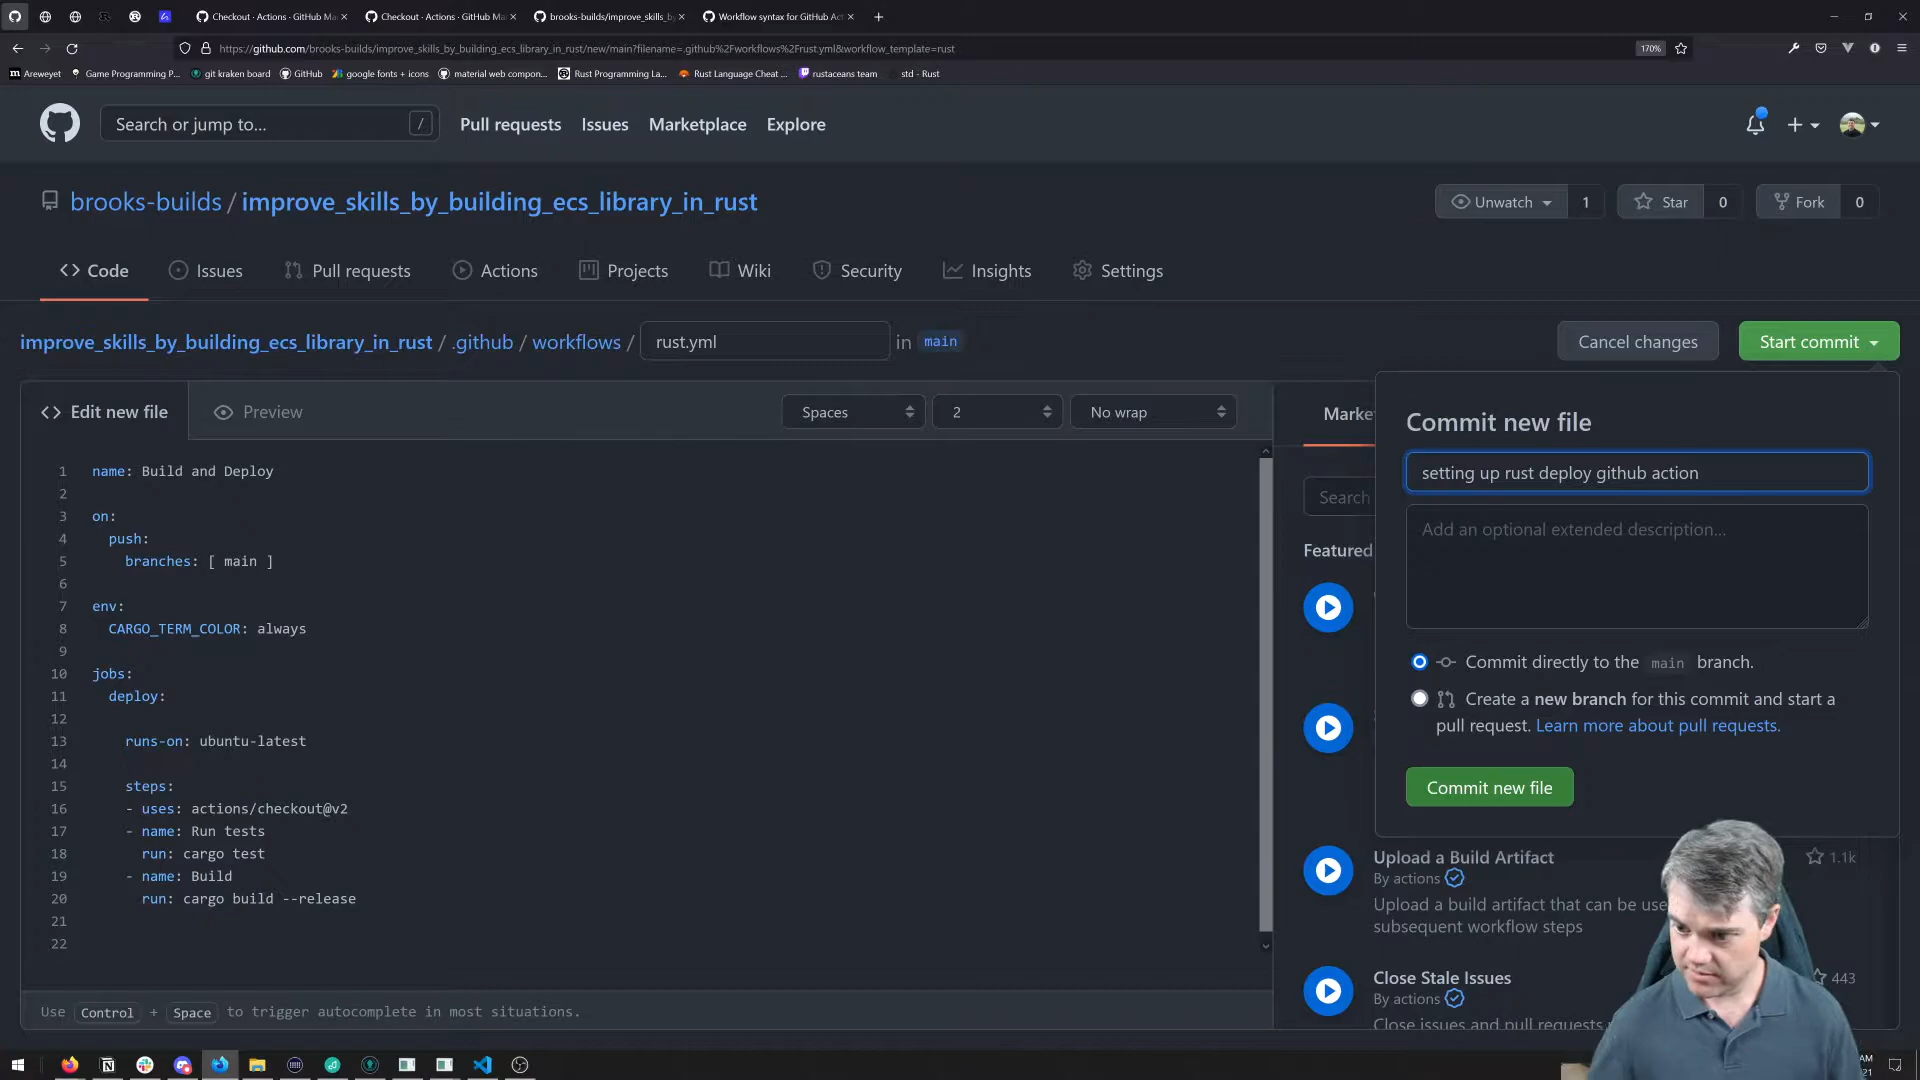 Checkout · Actions · GitHub Ma
Checkout · Actions · GitHub Ma
brooks-builds/improve_skills_by
Workflow syntax for GitHub Ac
https://github.com/brooks-builds/improve_skills_by_building_ecs_library_in_rust/new/main?filename=.github%2Fworkflows%2Frust.yml&workflow_template=rust
170%
Areweyet
Game Programming P...
git kraken board
GitHub
google fonts + icons
material web compon...
Rust Programming La...
Rust Language Cheat ...
rustaceans team
std - Rust
Search or jump to...
/
Pull requests
Issues
Marketplace
Explore
brooks-builds / improve_skills_by_building_ecs_library_in_rust
Unwatch
1
Star
0
Fork
0
Code
Issues
Pull requests
Actions
Projects
Wiki
Security
Insights
Settings
improve_skills_by_building_ecs_library_in_rust / .github / workflows / rust.yml in main
Cancel changes
Start commit
Edit new file
Preview
Spaces
2
No wrap
1 name: Build and Deploy
2
3 on:
4 push:
5 branches: [ main ]
6
7 env:
8 CARGO_TERM_COLOR: always
9
10 jobs:
11 deploy:
12
13 runs-on: ubuntu-latest
14
15 steps:
16 - uses: actions/checkout@v2
17 - name: Run tests
18 run: cargo test
19 - name: Build
20 run: cargo build --release
21
22
Use Control + Space to trigger autocomplete in most situations.
Marke
Search
Featured
Commit new file
setting up rust deploy github action
Add an optional extended description...
Commit directly to the main branch.
Create a new branch for this commit and start a
pull request. Learn more about pull requests.
Commit new file
Upload a Build Artifact
1.1k
By actions
Upload a build artifact that can be use
subsequent workflow steps
Close Stale Issues
443
By actions
Close issues and pull requests
AM
21